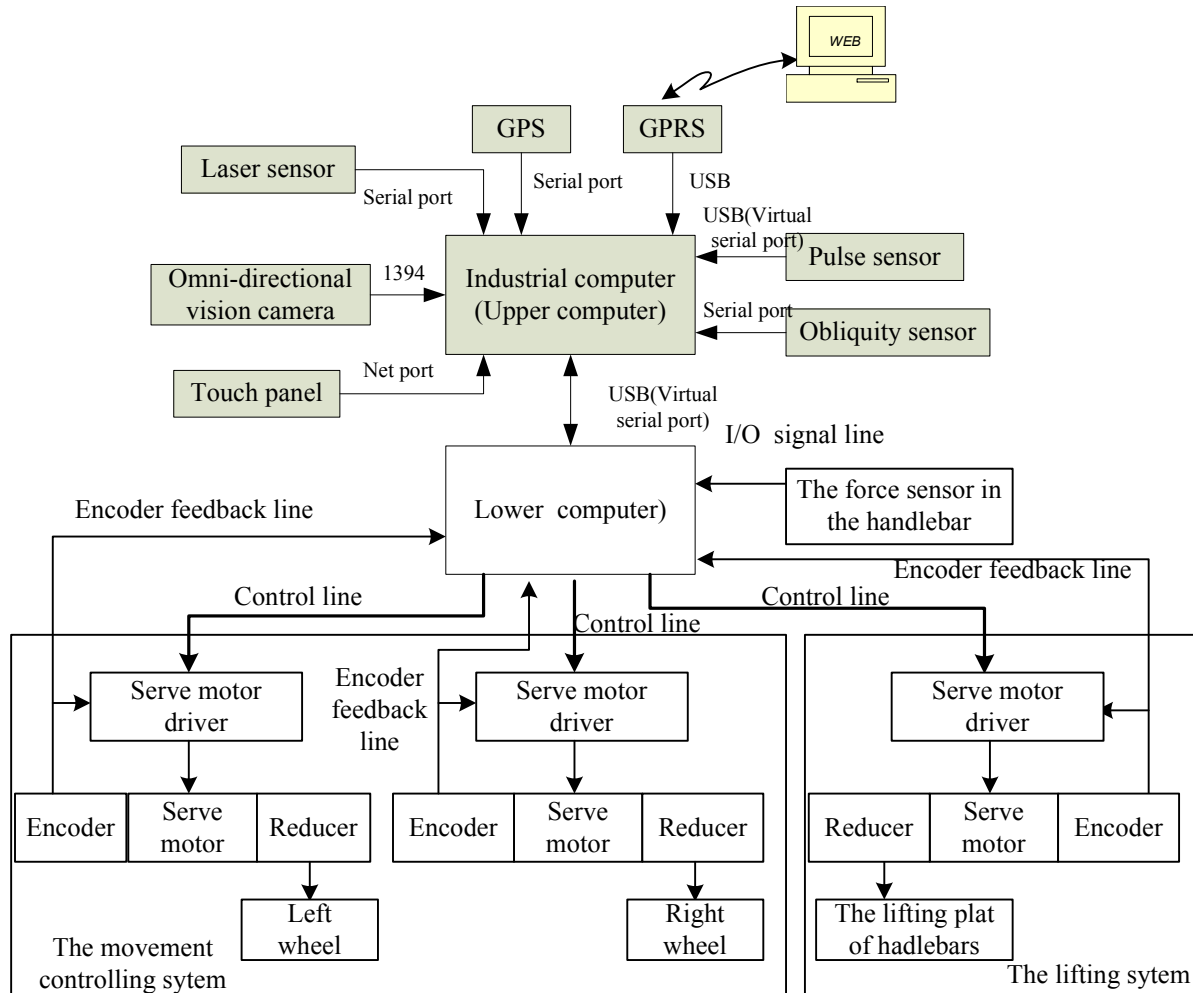 WEB
GPS
GPRS
Laser sensor
Serial port
Serial port
USB
USB(Virtual
serial port)
Pulse sensor
Omni-directional
vision camera
1394
Industrial computer
(Upper computer)
Serial port
Obliquity sensor
Touch panel
Net port
USB(Virtual
serial port)
I/O signal line
Lower computer)
The force sensor in
the handlebar
Encoder feedback line
Encoder feedback line
Control line
Control line
Control line
Serve motor
driver
Encoder
feedback
line
Serve motor
driver
Serve motor
driver
Encoder
Serve
motor
Reducer
Encoder
Serve
motor
Reducer
Reducer
Serve
motor
Encoder
Left
wheel
Right
wheel
The lifting plat
of hadlebars
The movement
controlling sytem
The lifting sytem